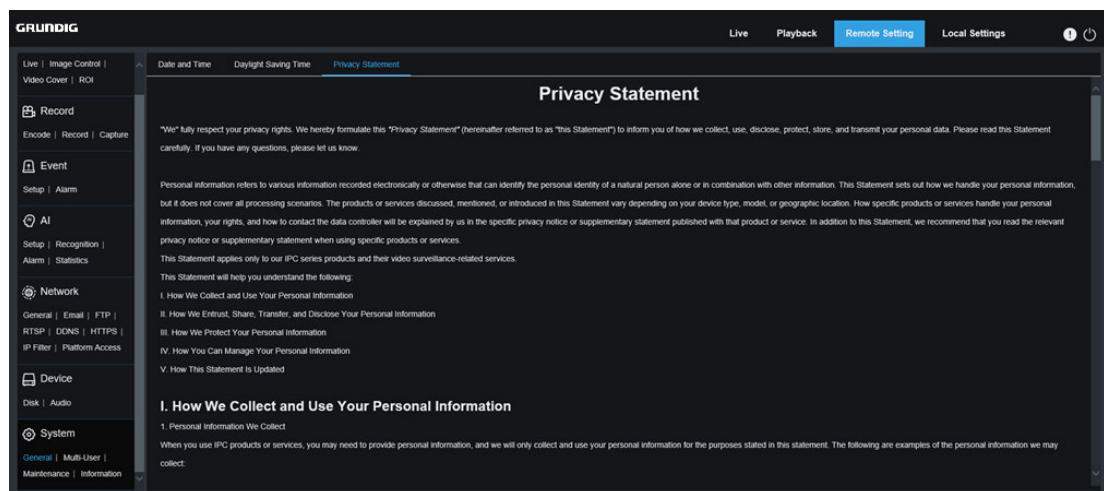 GRUNDIG
Live Playback Remote Setting Local Settings
Live | Image Control |
Video Cover | ROI
Record
Encode | Record | Capture
Event
Setup | Alarm
AI
Setup | Recognition |
Alarm | Statistics
Network
General | Email | FTP |
RTSP | DDNS | HTTPS |
IP Filter | Platform Access
Device
Disk | Audio
System
General | Multi-User |
Maintenance | Information
Date and Time Daylight Saving Time Privacy Statement
Privacy Statement
"We" fully respect your privacy rights. We hereby formulate this "Privacy Statement" (hereinafter referred to as "this Statement") to inform you of how we collect, use, disclose, protect, store, and transmit your personal data. Please read this Statement
carefully. If you have any questions, please let us know.
Personal information refers to various information recorded electronically or otherwise that can identify the personal identity of a natural person alone or in combination with other information. This Statement sets out how we handle your personal information,
but it does not cover all processing scenarios. The products or services discussed, mentioned, or introduced in this Statement vary depending on your device type, model, or geographic location. How specific products or services handle your personal
information, your rights, and how to contact the data controller will be explained by us in the specific privacy notice or supplementary statement published with that product or service. In addition to this Statement, we recommend that you read the relevant
privacy notice or supplementary statement when using specific products or services.
This Statement applies only to our IPC series products and their video surveillance-related services.
This Statement will help you understand the following:
I. How We Collect and Use Your Personal Information
II. How We Entrust, Share, Transfer, and Disclose Your Personal Information
III. How We Protect Your Personal Information
IV. How You Can Manage Your Personal Information
V. How This Statement Is Updated
I. How We Collect and Use Your Personal Information
1. Personal Information We Collect
When you use IPC products or services, you may need to provide personal information, and we will only collect and use your personal information for the purposes stated in this statement. The following are examples of the personal information we may
collect: